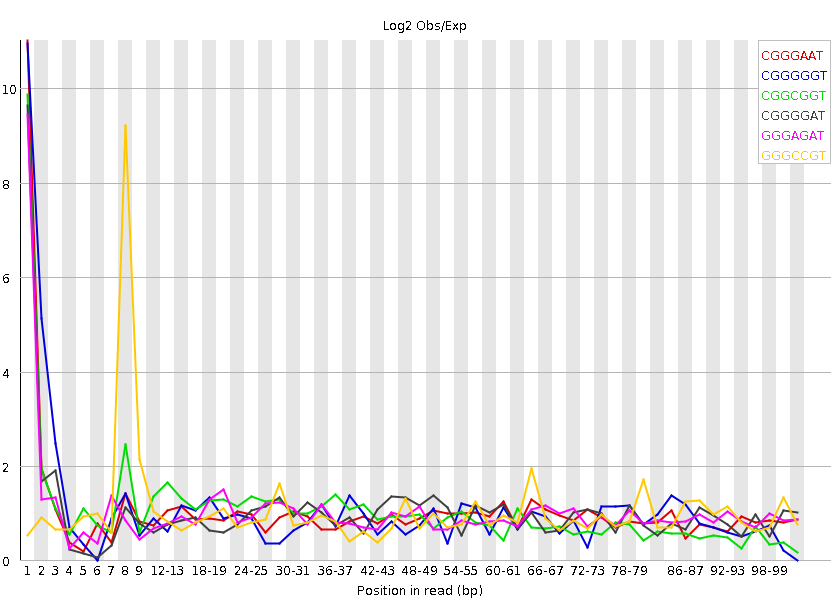 Log2 Obs/Exp
CGGGAAT
CGGGGGT
CGGCGGT
CGGGGAT
GGGAGAT
GGGCCGT
10
8
6
4
2
0
1 2 3 4 5 6 7 8 9 12-13 18-19 24-25 30-31 36-37 42-43 48-49 54-55 60-61 66-67 72-73 78-79 86-87 92-93 98-99
Position in read (bp)